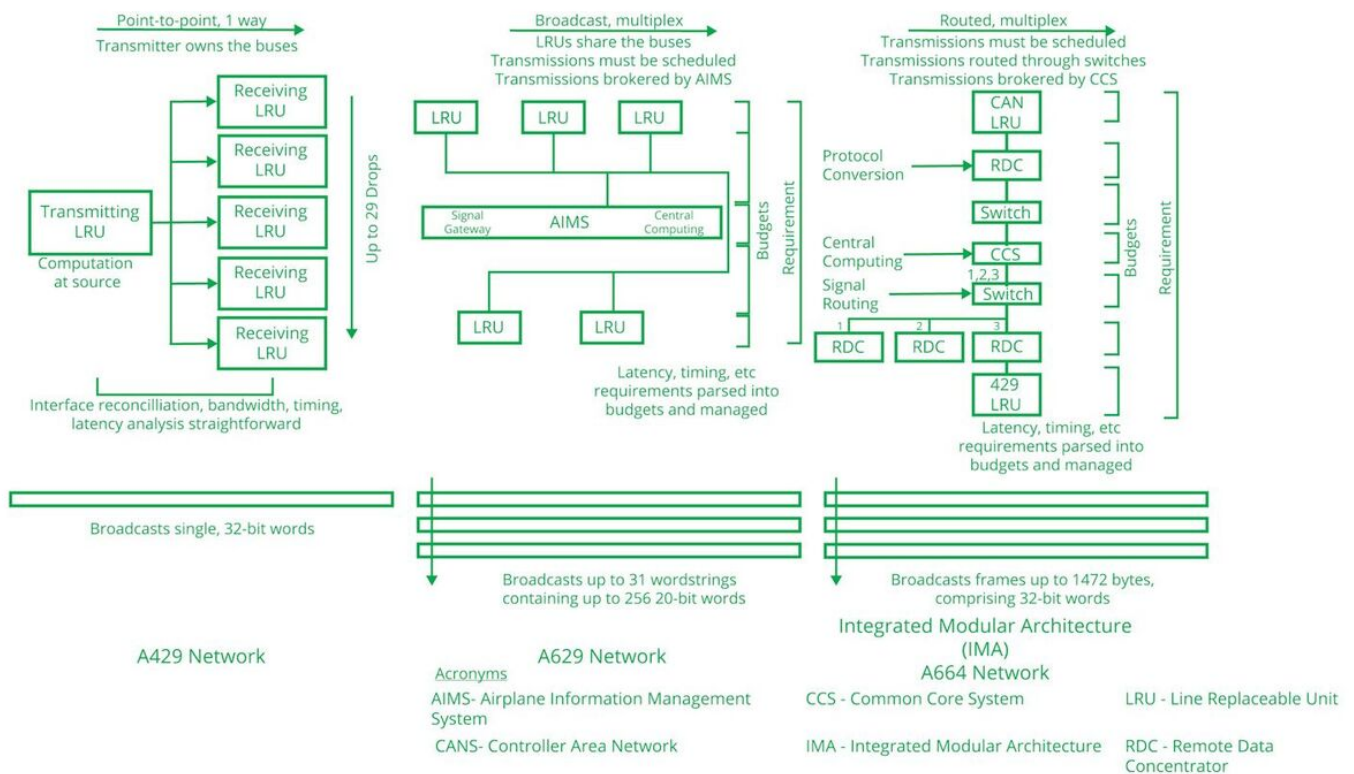 Point-to-point, 1 way
Transmitter owns the buses
Receiving
LRU
Receiving
LRU
Transmitting
LRU
Receiving
LRU
Computation
at source
Receiving
LRU
Receiving
LRU
Up to 29 Drops
Interface reconcilliation, bandwidth, timing,
latency analysis straightforward
Broadcasts single, 32-bit words
A429 Network
Broadcast, multiplex
LRUs share the buses
Transmissions must be scheduled
Transmissions brokered by AIMS
LRU
LRU
LRU
Signal
Gateway
AIMS
Central
Computing
LRU
LRU
Budgets
Requirement
Latency, timing, etc
requirements parsed into
budgets and managed
Broadcasts up to 31 wordstrings
containing up to 256 20-bit words
A629 Network
Routed, multiplex
Transmissions must be scheduled
Transmissions routed through switches
Transmissions brokered by CCS
CAN
LRU
Protocol
Conversion
RDC
Switch
Central
Computing
CCS
1,2,3
Signal
Routing
Switch
1
2
3
RDC
RDC
RDC
429
LRU
Budgets
Requirement
Latency, timing, etc
requirements parsed into
budgets and managed
Broadcasts frames up to 1472 bytes,
comprising 32-bit words
Integrated Modular Architecture
(IMA)
A664 Network
Acronyms
AIMS- Airplane Information Management
System
CANS- Controller Area Network
CCS - Common Core System
IMA - Integrated Modular Architecture
LRU - Line Replaceable Unit
RDC - Remote Data
Concentrator